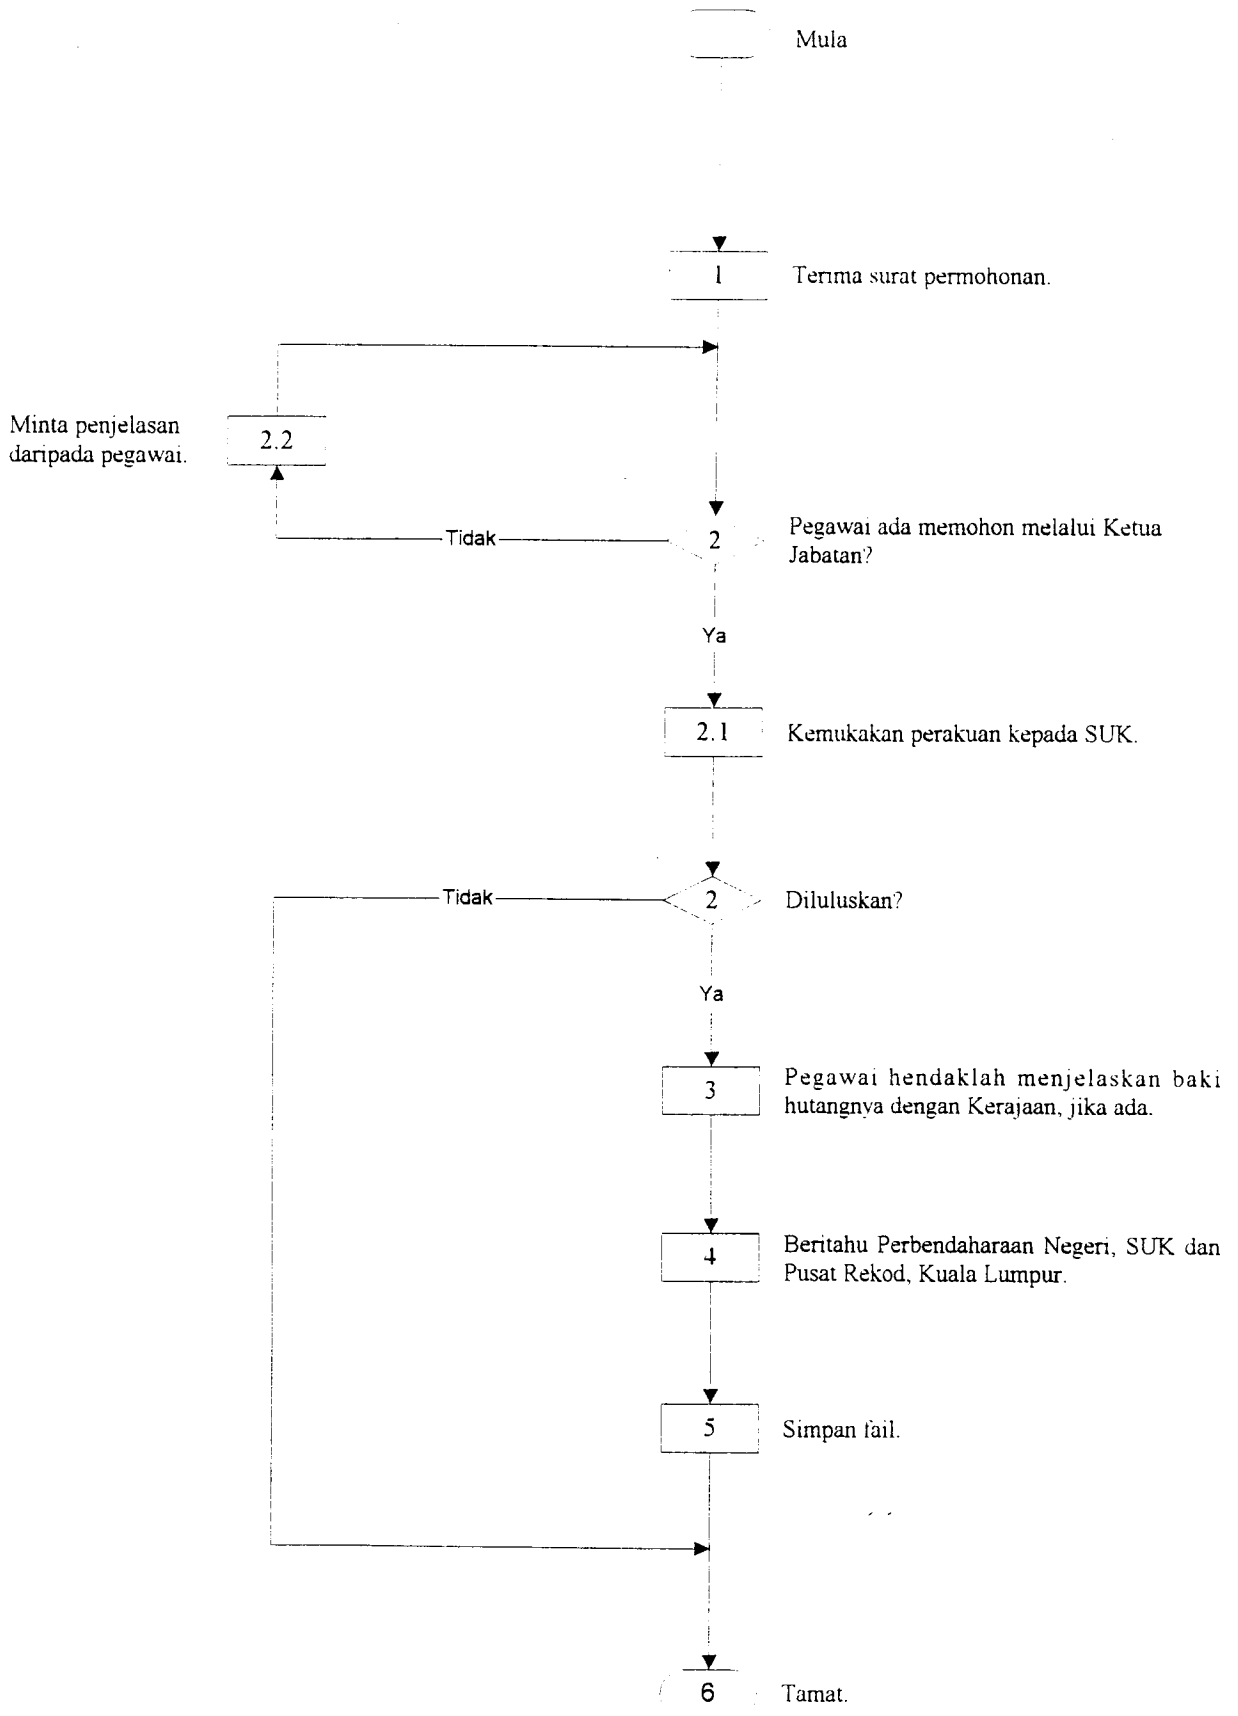 Mula
1
Terima surat permohonan.
Minta penjelasan
daripada pegawai.
2.2
Tidak
2
Pegawai ada memohon melalui Ketua
Jabatan?
Ya
2.1
Kemukakan perakuan kepada SUK.
Tidak
2
Diluluskan?
Ya
3
Pegawai hendaklah menjelaskan baki
hutangnya dengan Kerajaan, jika ada.
4
Beritahu Perbendaharaan Negeri, SUK dan
Pusat Rekod, Kuala Lumpur.
5
Simpan fail.
6
Tamat.